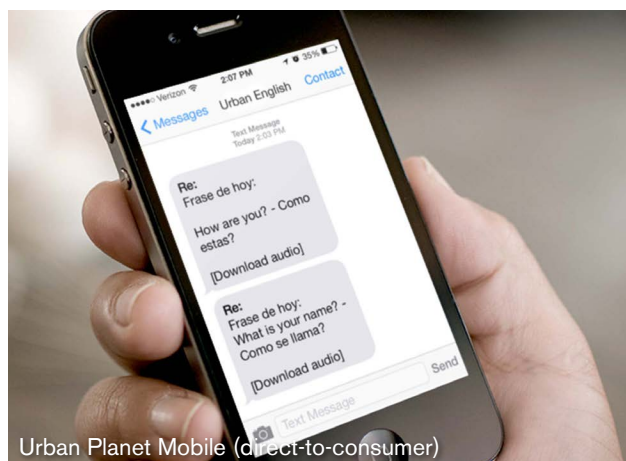 Verizon 2:07 PM 35%
Messages Urban English Contact
Text Message
Today 2:03 PM
Re:
Frase de hoy:
How are you? - Como
estas?
[Download audio]
Re:
Frase de hoy:
What is your name? -
Como se llama?
[Download audio]
Text Message Send
Urban Planet Mobile (direct-to-consumer)